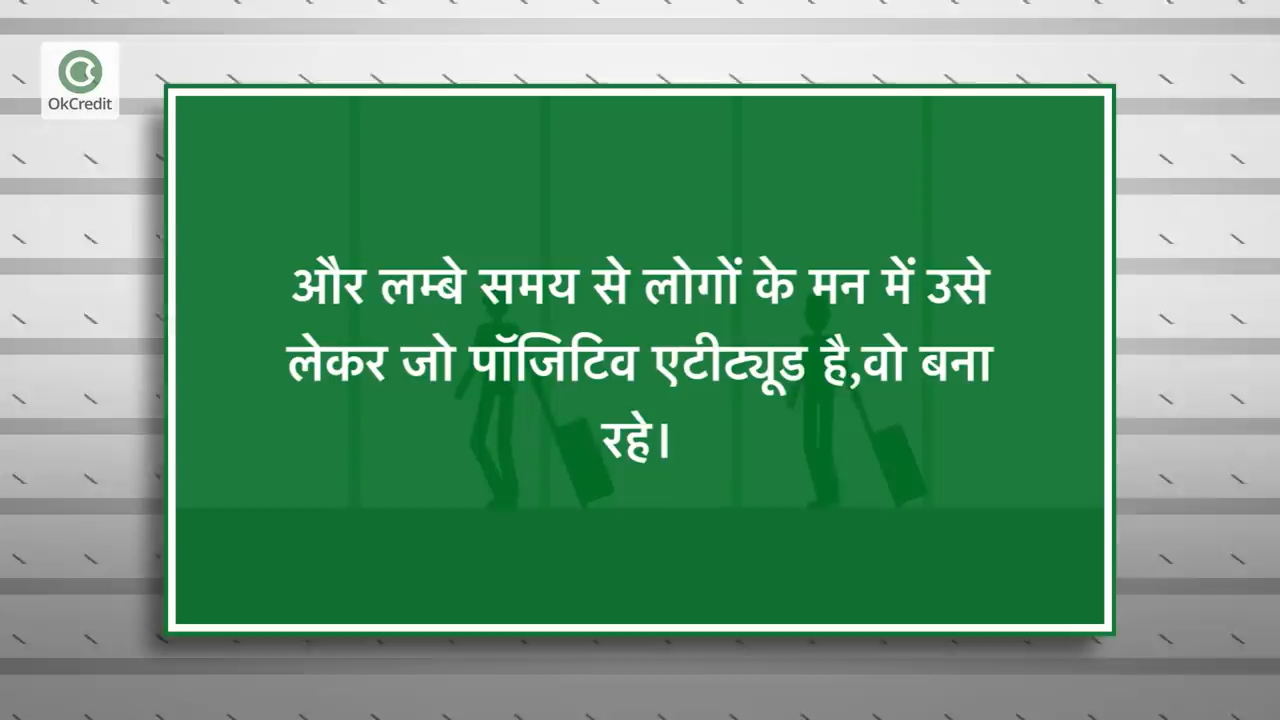 OkCredit
और लम्बे समय से लोगों के मन में उसे
लेकर जो पॉजिटिव एटीट्यूड है,वो बना
रहे।